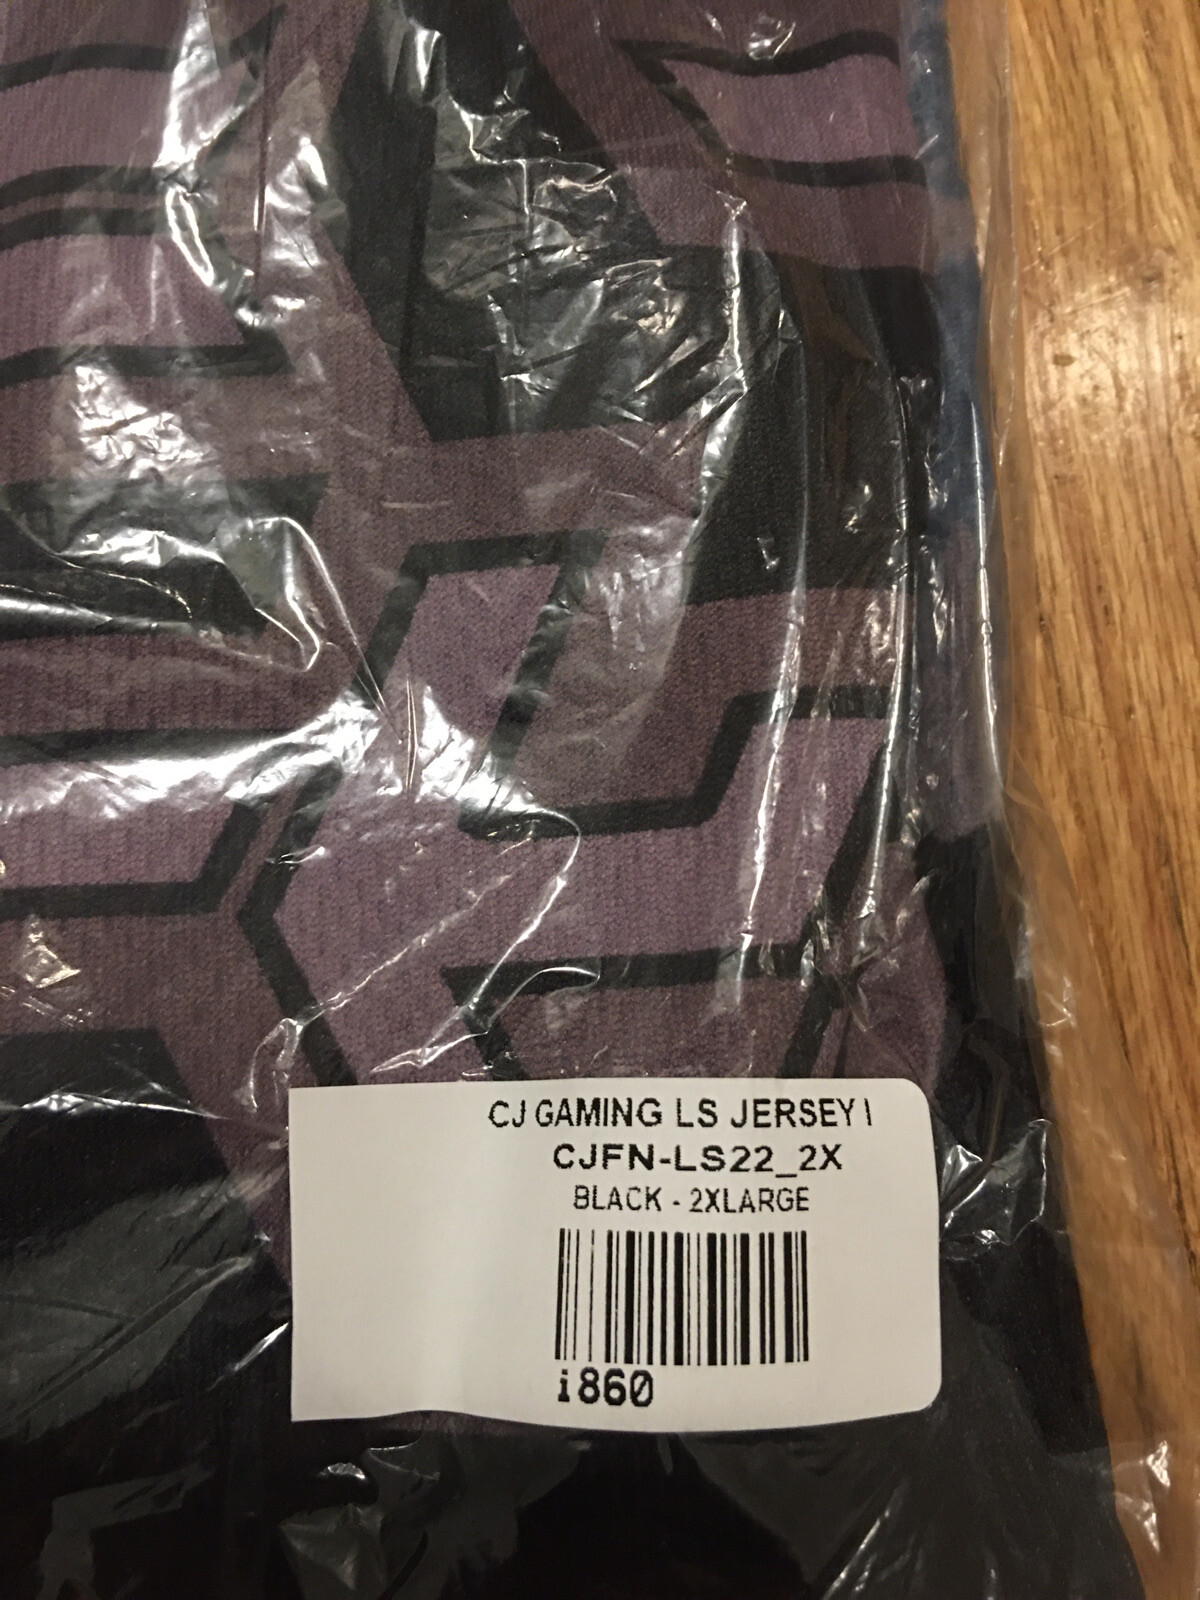 CJ GAMING LS JERSEY I
CJFN-LS22_2X
BLACK - 2XLARGE
i860